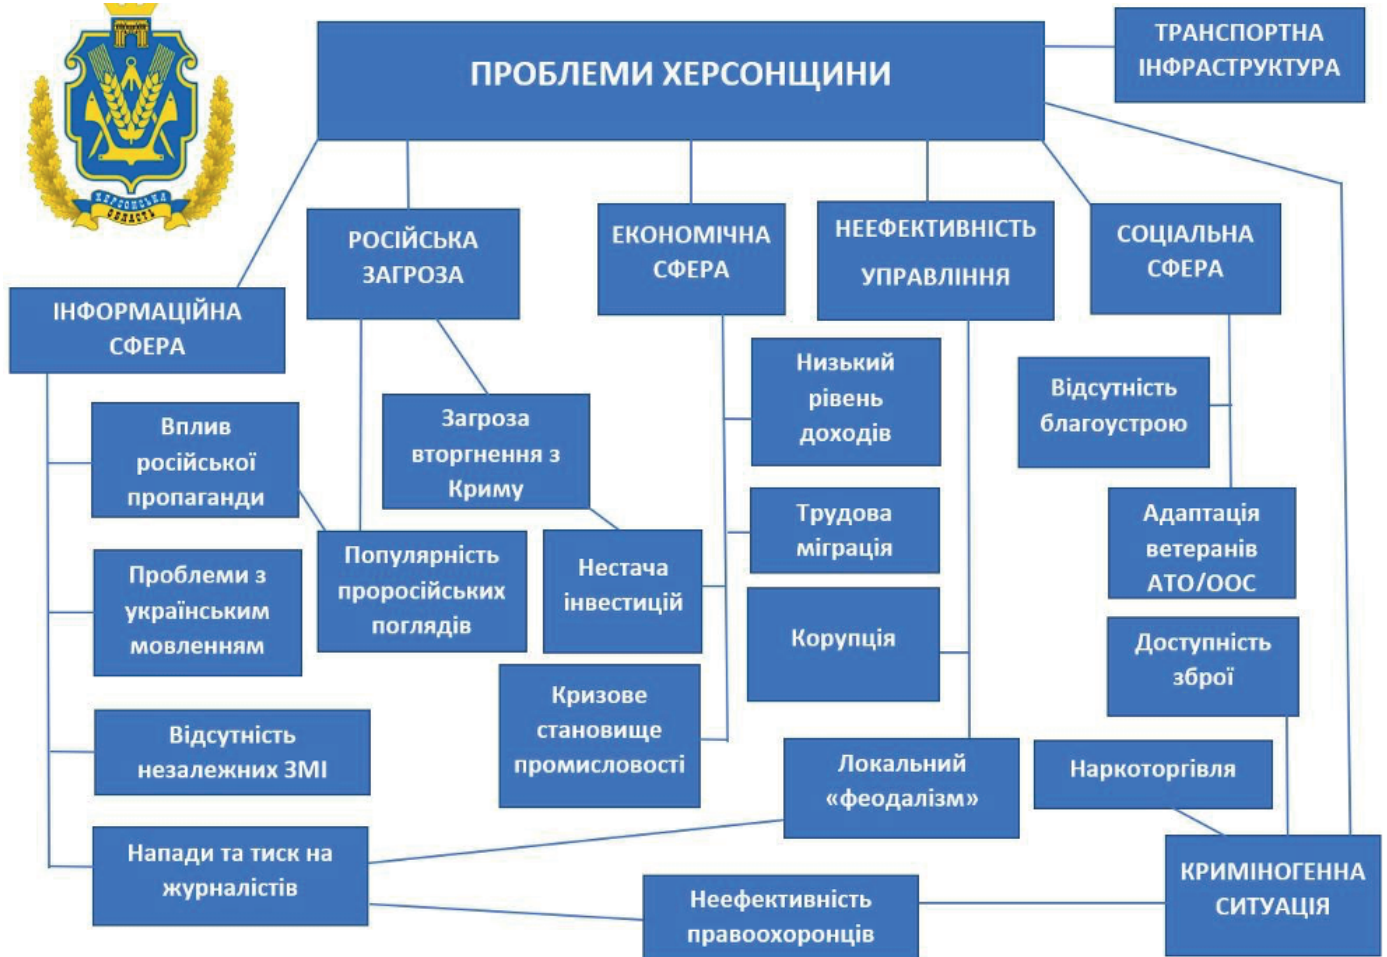 ПРОБЛЕМИ ХЕРСОНЩИНИ
ТРАНСПОРТНА
ІНФРАСТРУКТУРА
ХЕРСОНСЬКА
ОБЛАСТЬ
ІНФОРМАЦІЙНА
СФЕРА
РОСІЙСЬКА
ЗАГРОЗА
ЕКОНОМІЧНА
СФЕРА
НЕЕФЕКТИВНІСТЬ
УПРАВЛІННЯ
СОЦІАЛЬНА
СФЕРА
Вплив
російської
пропаганди
Загроза
вторгнення з
Криму
Низький
рівень
доходів
Відсутність
благоустрою
Трудова
міграція
Адаптація
ветеранів
АТО/ООС
Проблеми з
українським
мовленням
Популярність
проросійських
поглядів
Нестача
інвестицій
Корупція
Доступність
зброї
Відсутність
незалежних ЗМІ
Кризове
становище
промисловості
Локальний
«феодалізм»
Наркоторгівля
Напади та тиск на
журналістів
Неефективність
правоохоронців
КРИМІНОГЕННА
СИТУАЦІЯ